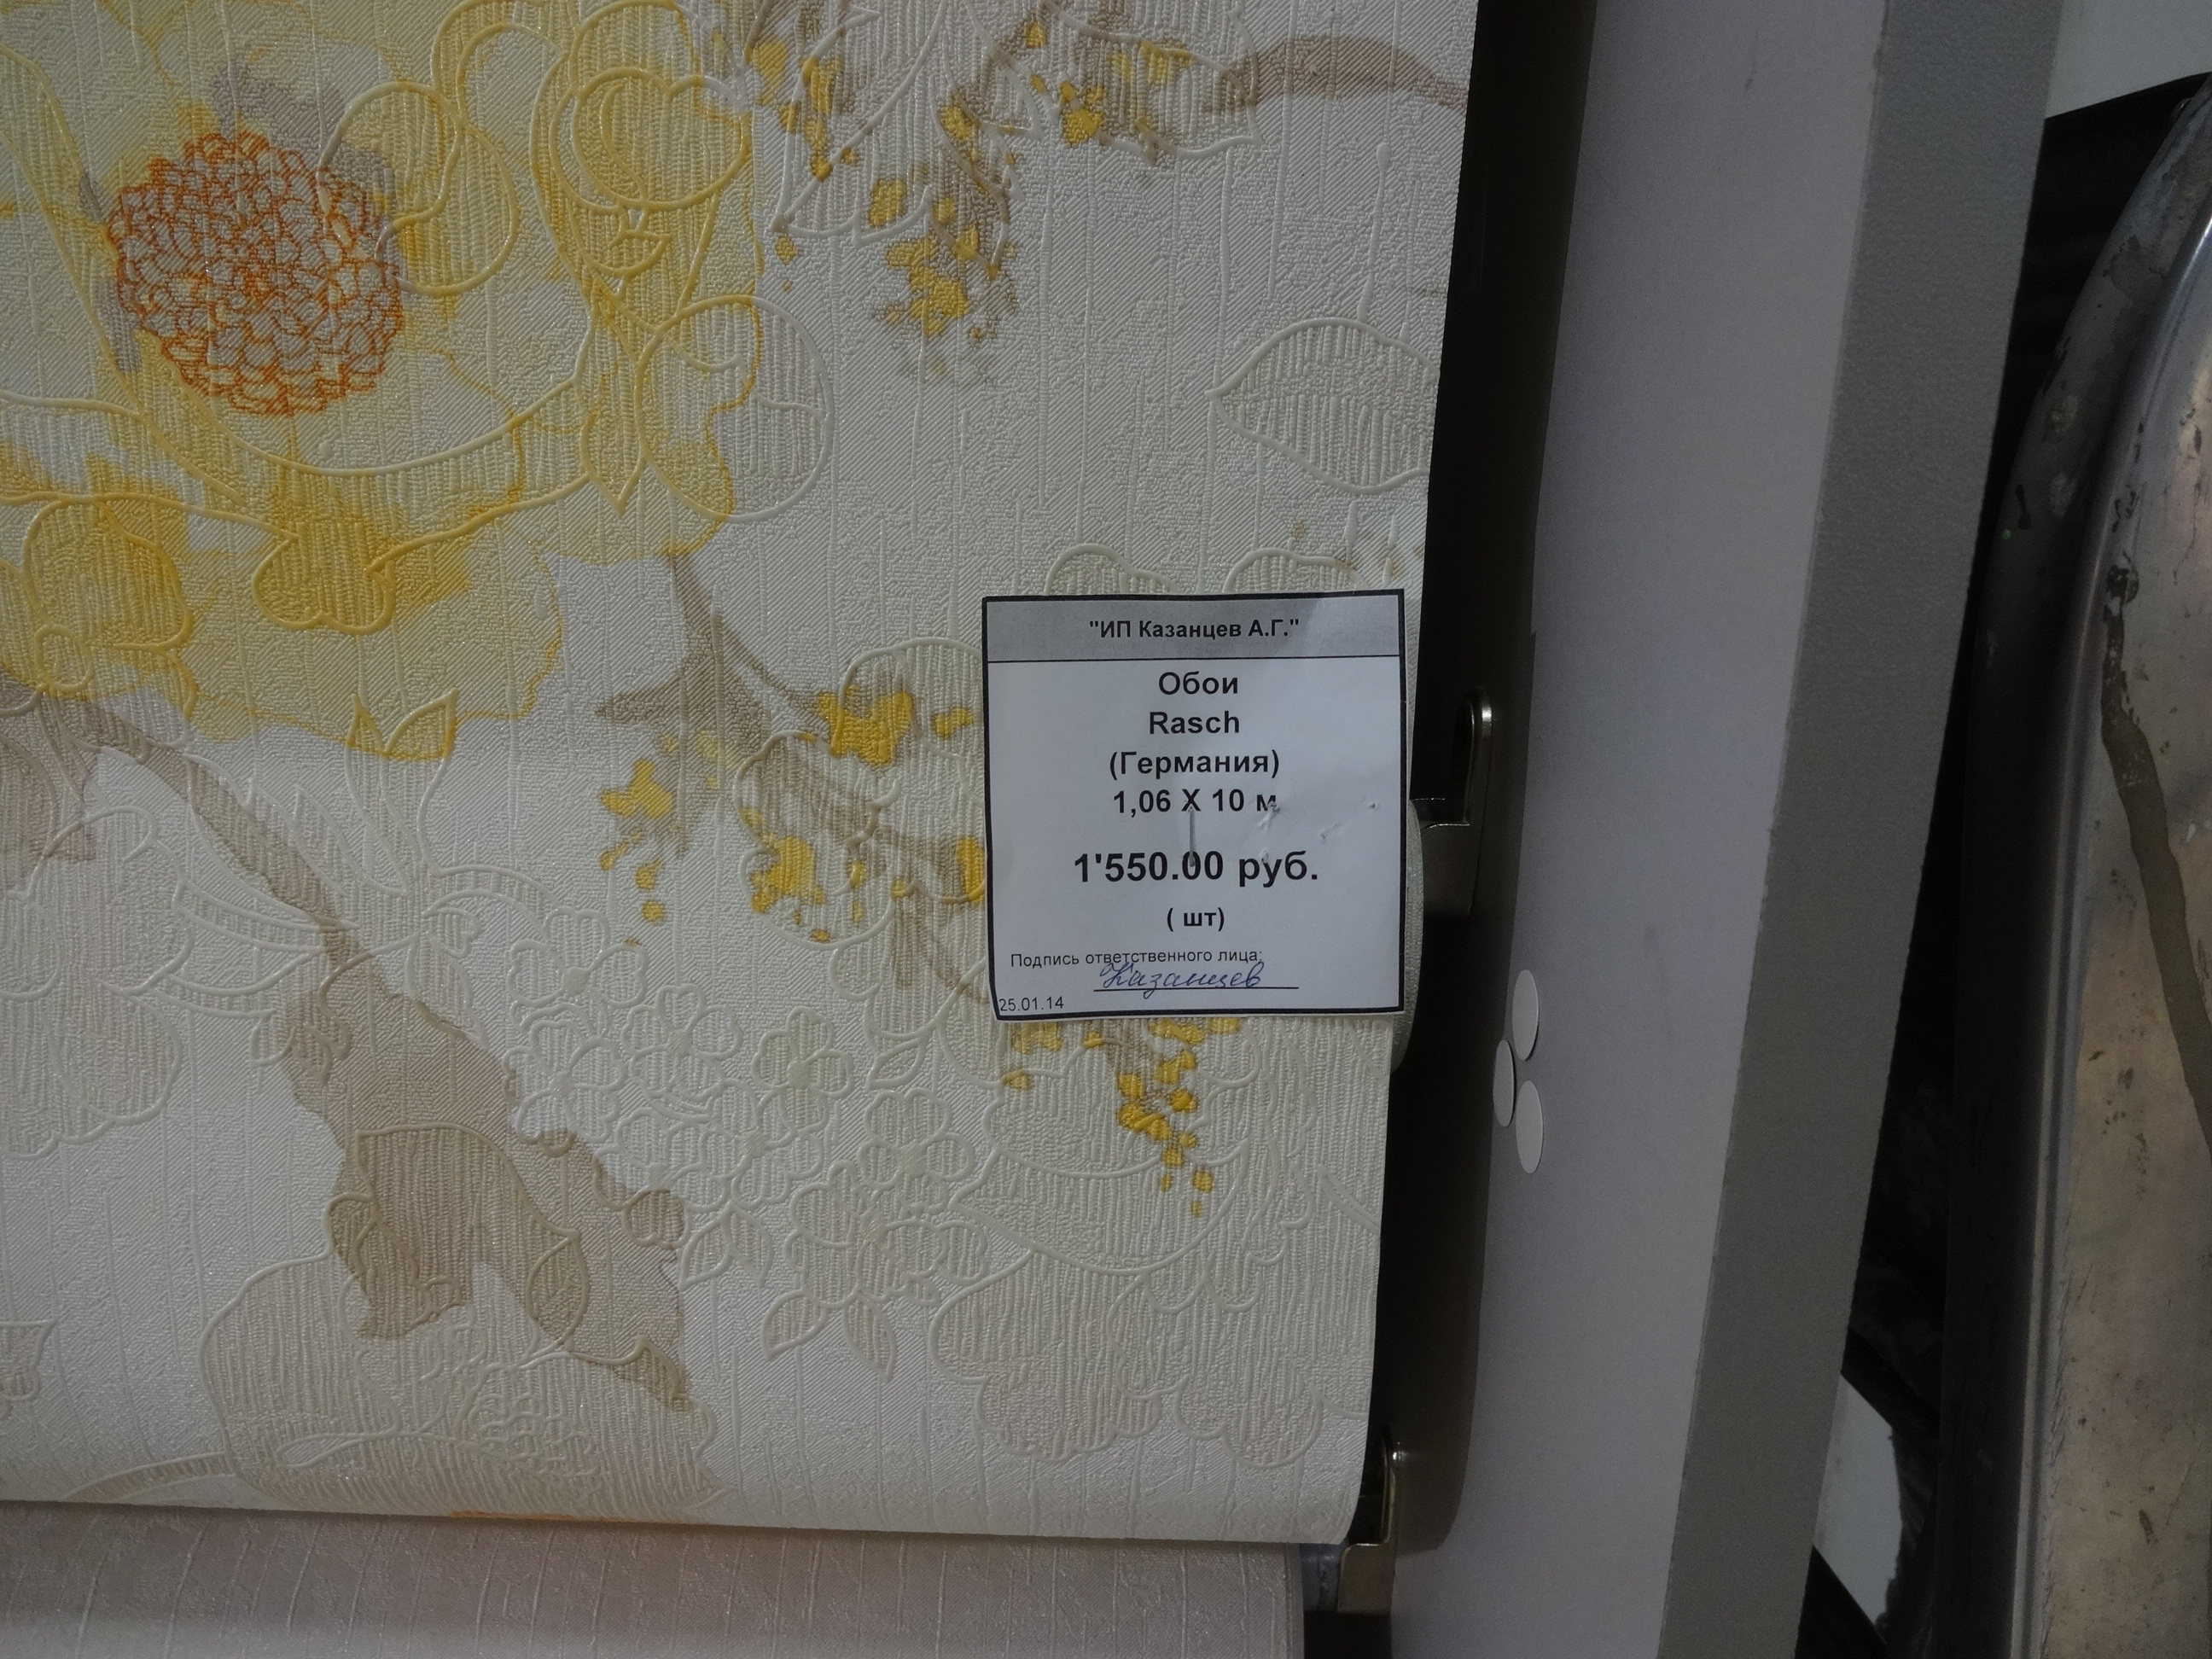 "ИП Казанцев А.Г."
Обои
Rasch
(Германия)
1,06 X 10 м
1'550.00 руб.
( шт)
Подпись ответственного лица:
Казанцев
25.01.14